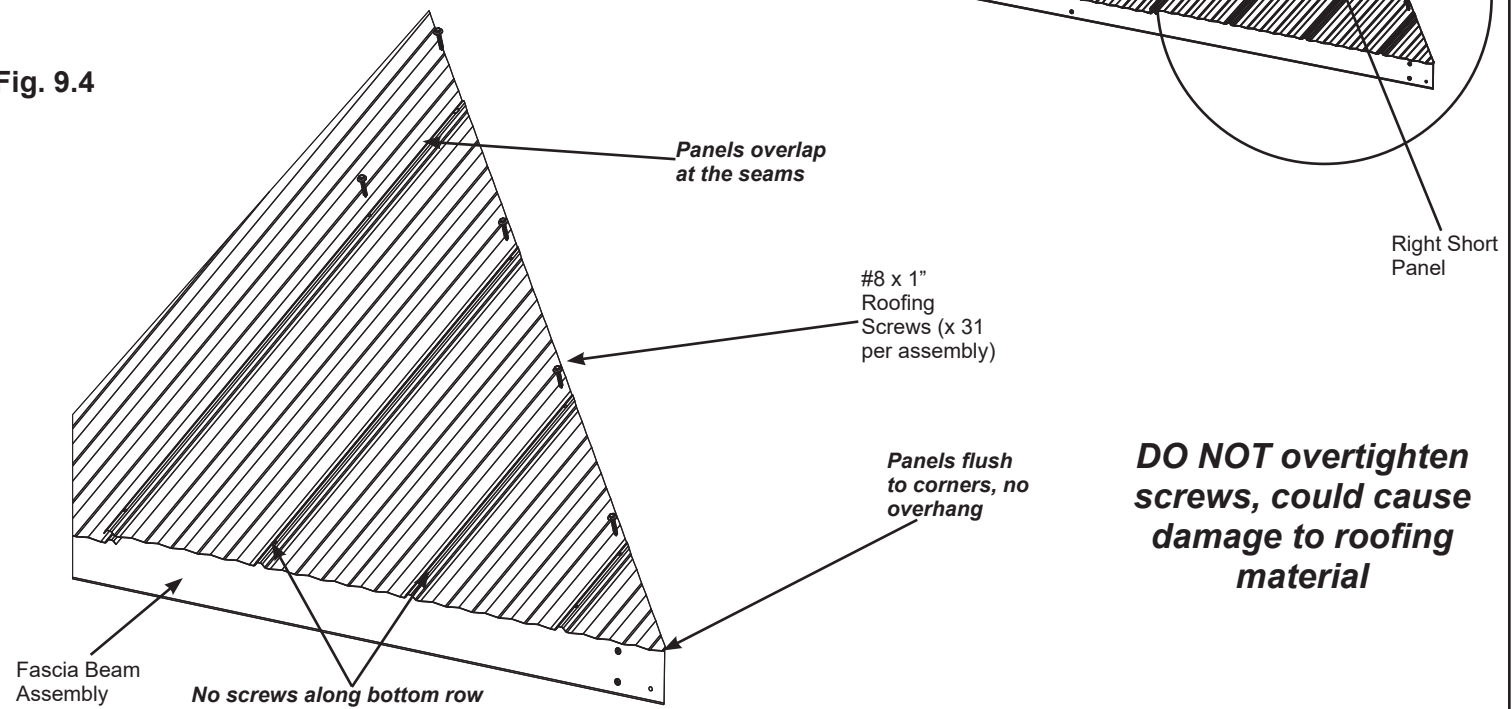 Fig. 9.4
Panels overlap
at the seams
Right Short
Panel
#8 x 1”
Roofing
Screws (x 31
per assembly)
Panels flush
to corners, no
overhang
DO NOT overtighten
screws, could cause
damage to roofing
material
Fascia Beam
Assembly
No screws along bottom row